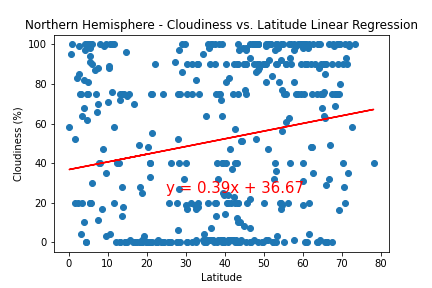 Northern Hemisphere - Cloudiness vs. Latitude Linear Regression
100
80
60
40
20
0
Cloudiness (%)
y = 0.39x + 36.67
0 10 20 30 40 50 60 70 80
Latitude